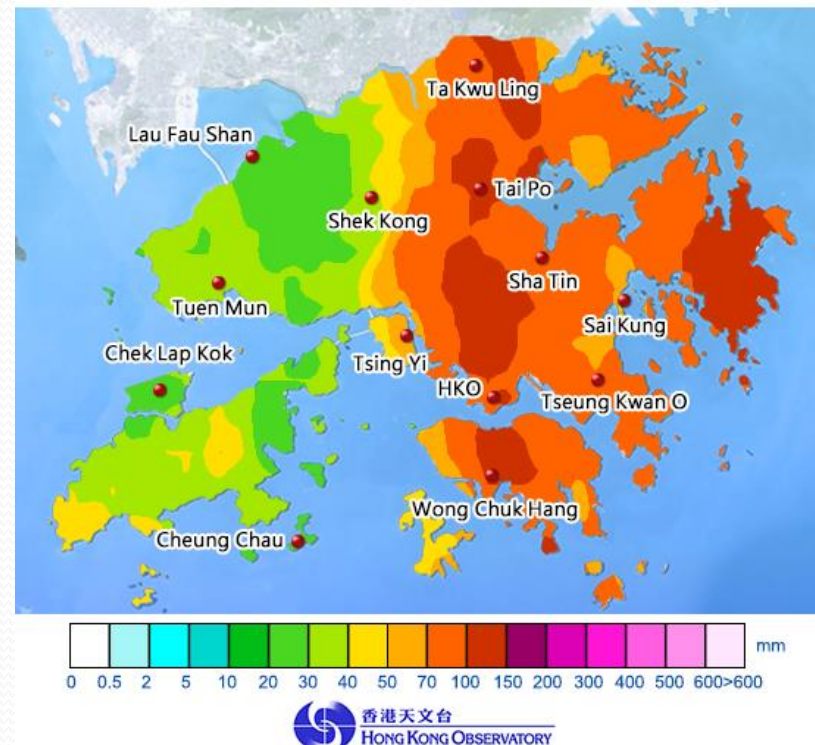 Ta Kwu Ling
Lau Fau Shan
Tai Po
Shek Kong
Sha Tin
Tuen Mun
Sai Kung
Chek Lap Kok
Tsing Yi
HKO
Tseung Kwan O
Wong Chuk Hang
Cheung Chau
mm
0 0.5 2 5 10 20 30 40 50 70 100 150 200 300 400 500 600>600
香港天文台
HONG KONG OBSERVATORY